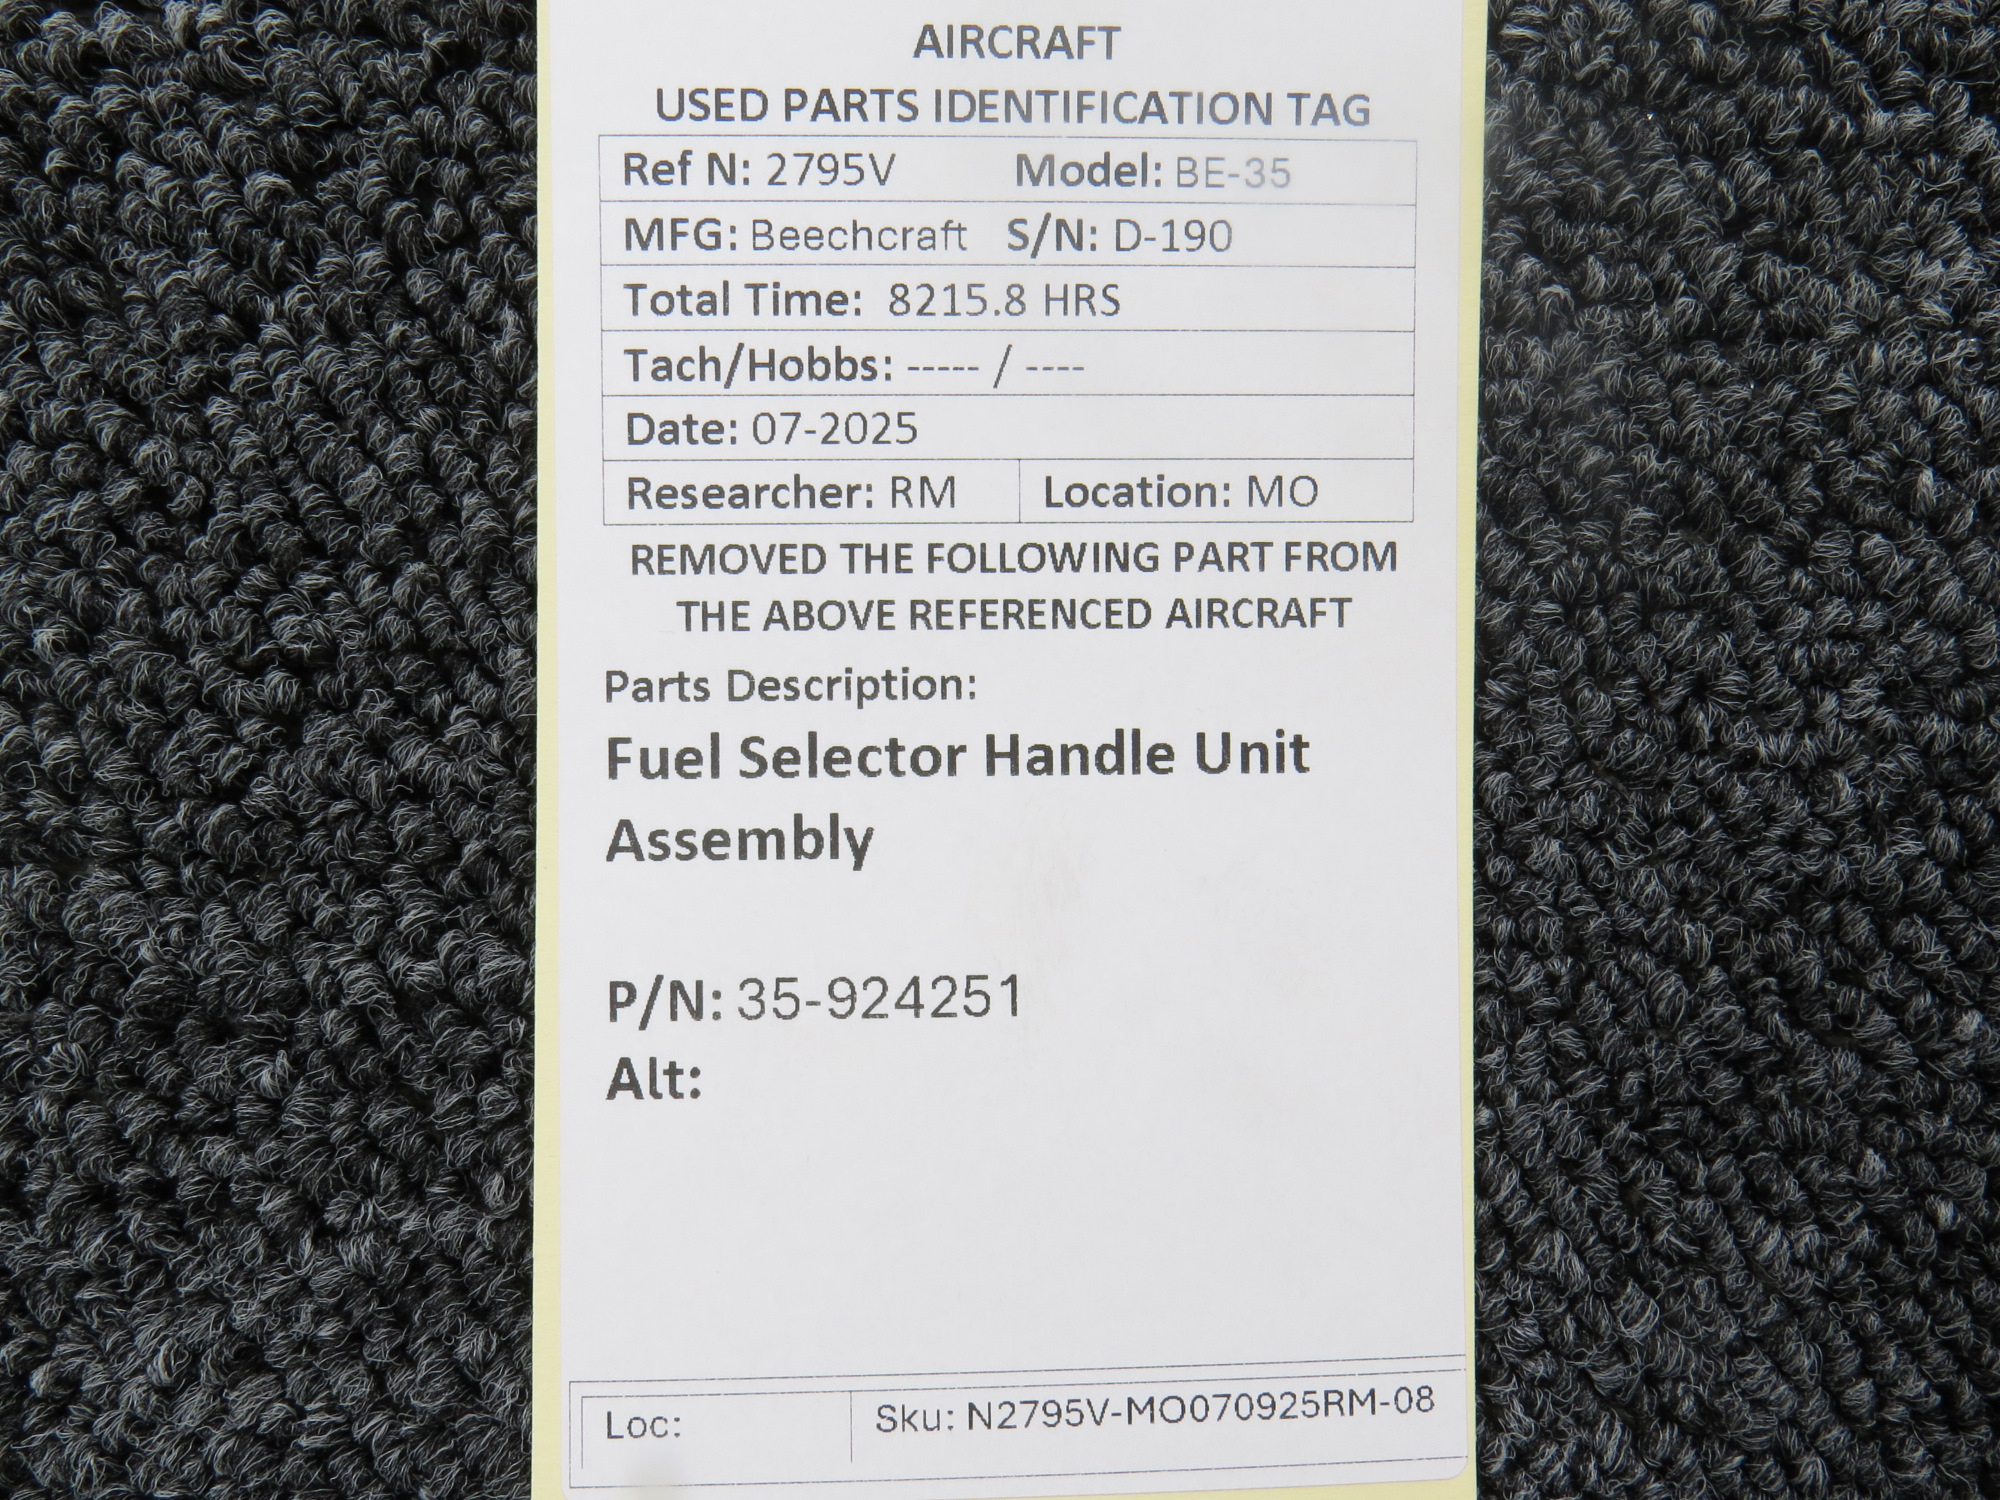 AIRCRAFT
USED PARTS IDENTIFICATION TAG
Ref N: 2795V Model: BE-35
MFG: Beechcraft S/N: D-190
Total Time: 8215.8 HRS
Tach/Hobbs: ----- / ----
Date: 07-2025
Researcher: RM Location: MO
REMOVED THE FOLLOWING PART FROM
THE ABOVE REFERENCED AIRCRAFT
Parts Description:
Fuel Selector Handle Unit
Assembly
P/N: 35-924251
Alt:
Loc: Sku: N2795V-MO070925RM-08